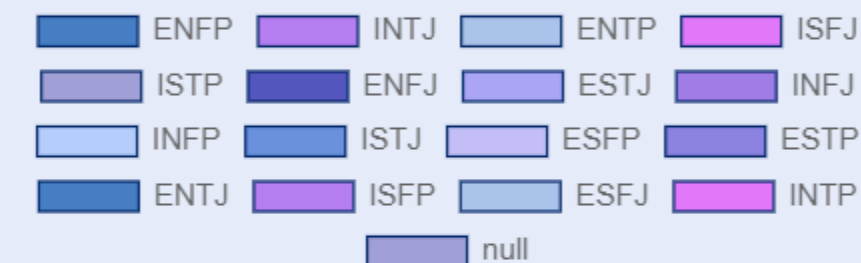 ENFP INTJ ENTP ISFJ
ISTP ENFJ ESTJ INFJ
INFP ISTJ ESFP ESTP
ENTJ ISFP ESFJ INTP
null